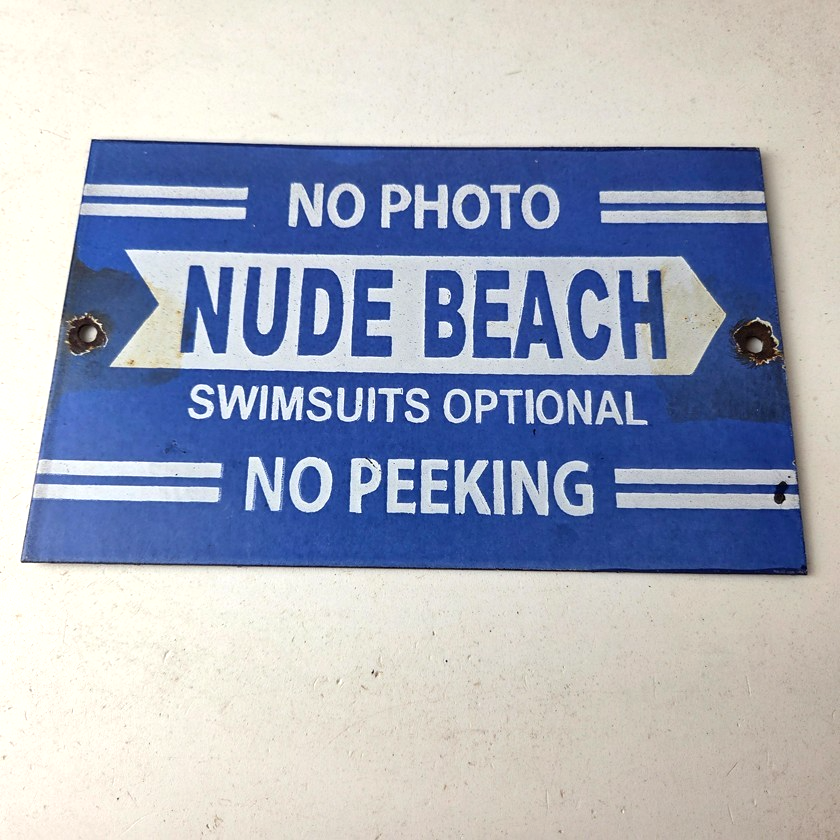 NO PHOTO
NUDE BEACH
SWIMSUITS OPTIONAL
NO PEEKING